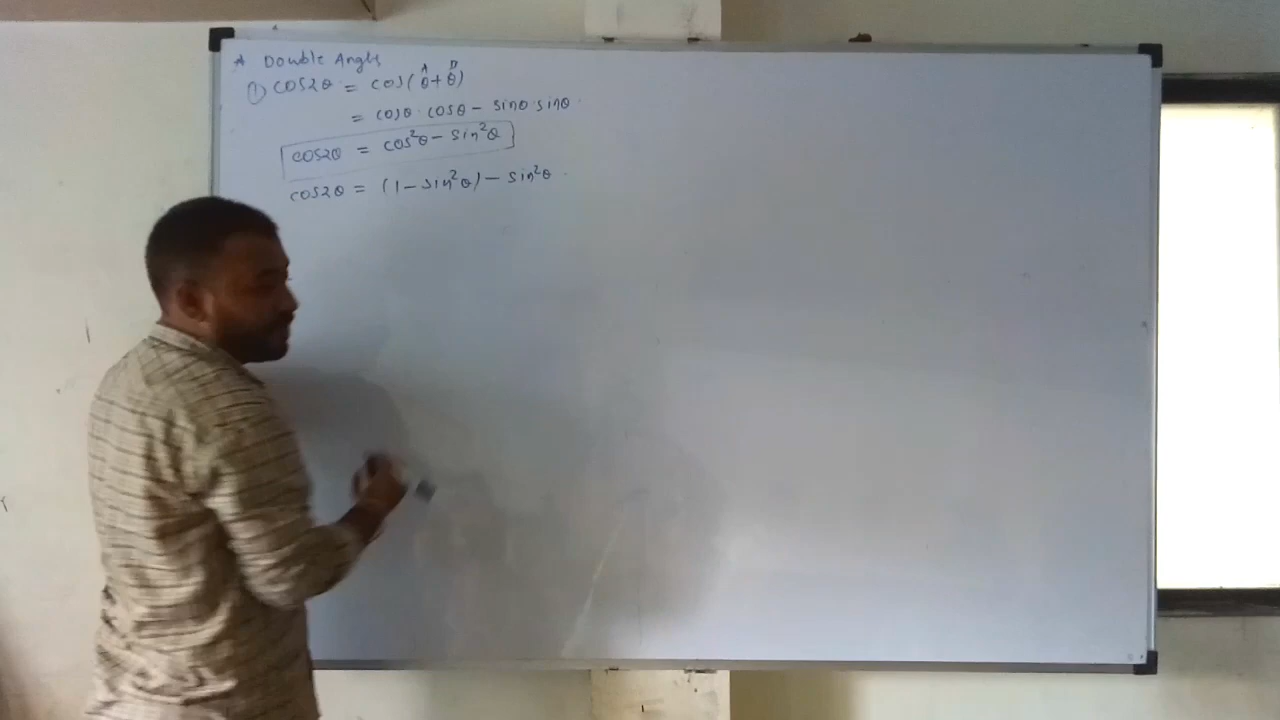 * Double Angles
① cos2θ = cos(θ+θ)
A B
= cosθ · cosθ - sinθ · sinθ.
cos2θ = cos²θ - sin²θ
cos2θ = (1 - sin²θ) - sin²θ.